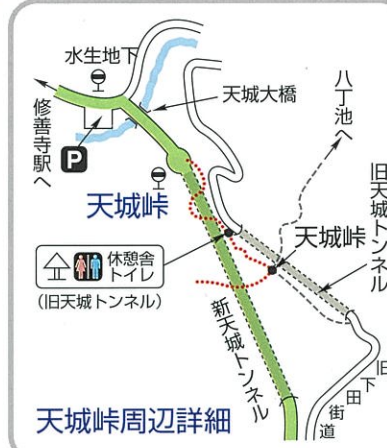 水生地下
天城大橋
修善寺駅へ
P
八丁池へ
旧天城トンネル
天城峠
天城峠
休憩舎
トイレ
(旧天城トンネル)
新天城トンネル
旧下田街道
天城峠周辺詳細